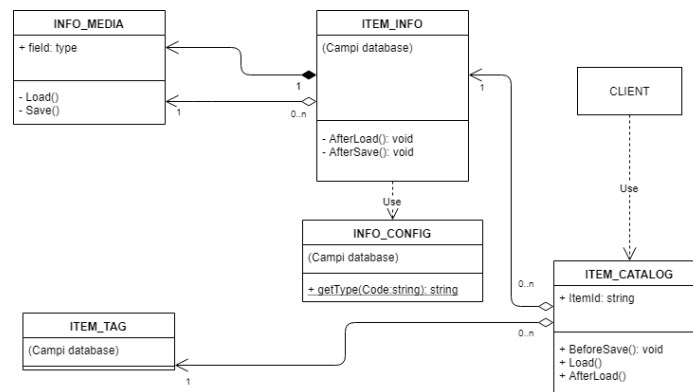 INFO_MEDIA
+ field: type
- Load()
- Save()
ITEM_INFO
(Campi database)
- AfterLoad(): void
- AfterSave(): void
1
1
0..n
1
CLIENT
Use
Use
INFO_CONFIG
(Campi database)
+ getType(Code:string): string
ITEM_CATALOG
+ ItemId: string
+ BeforeSave(): void
+ Load()
+ AfterLoad()
0..n
0..n
ITEM_TAG
(Campi database)
1